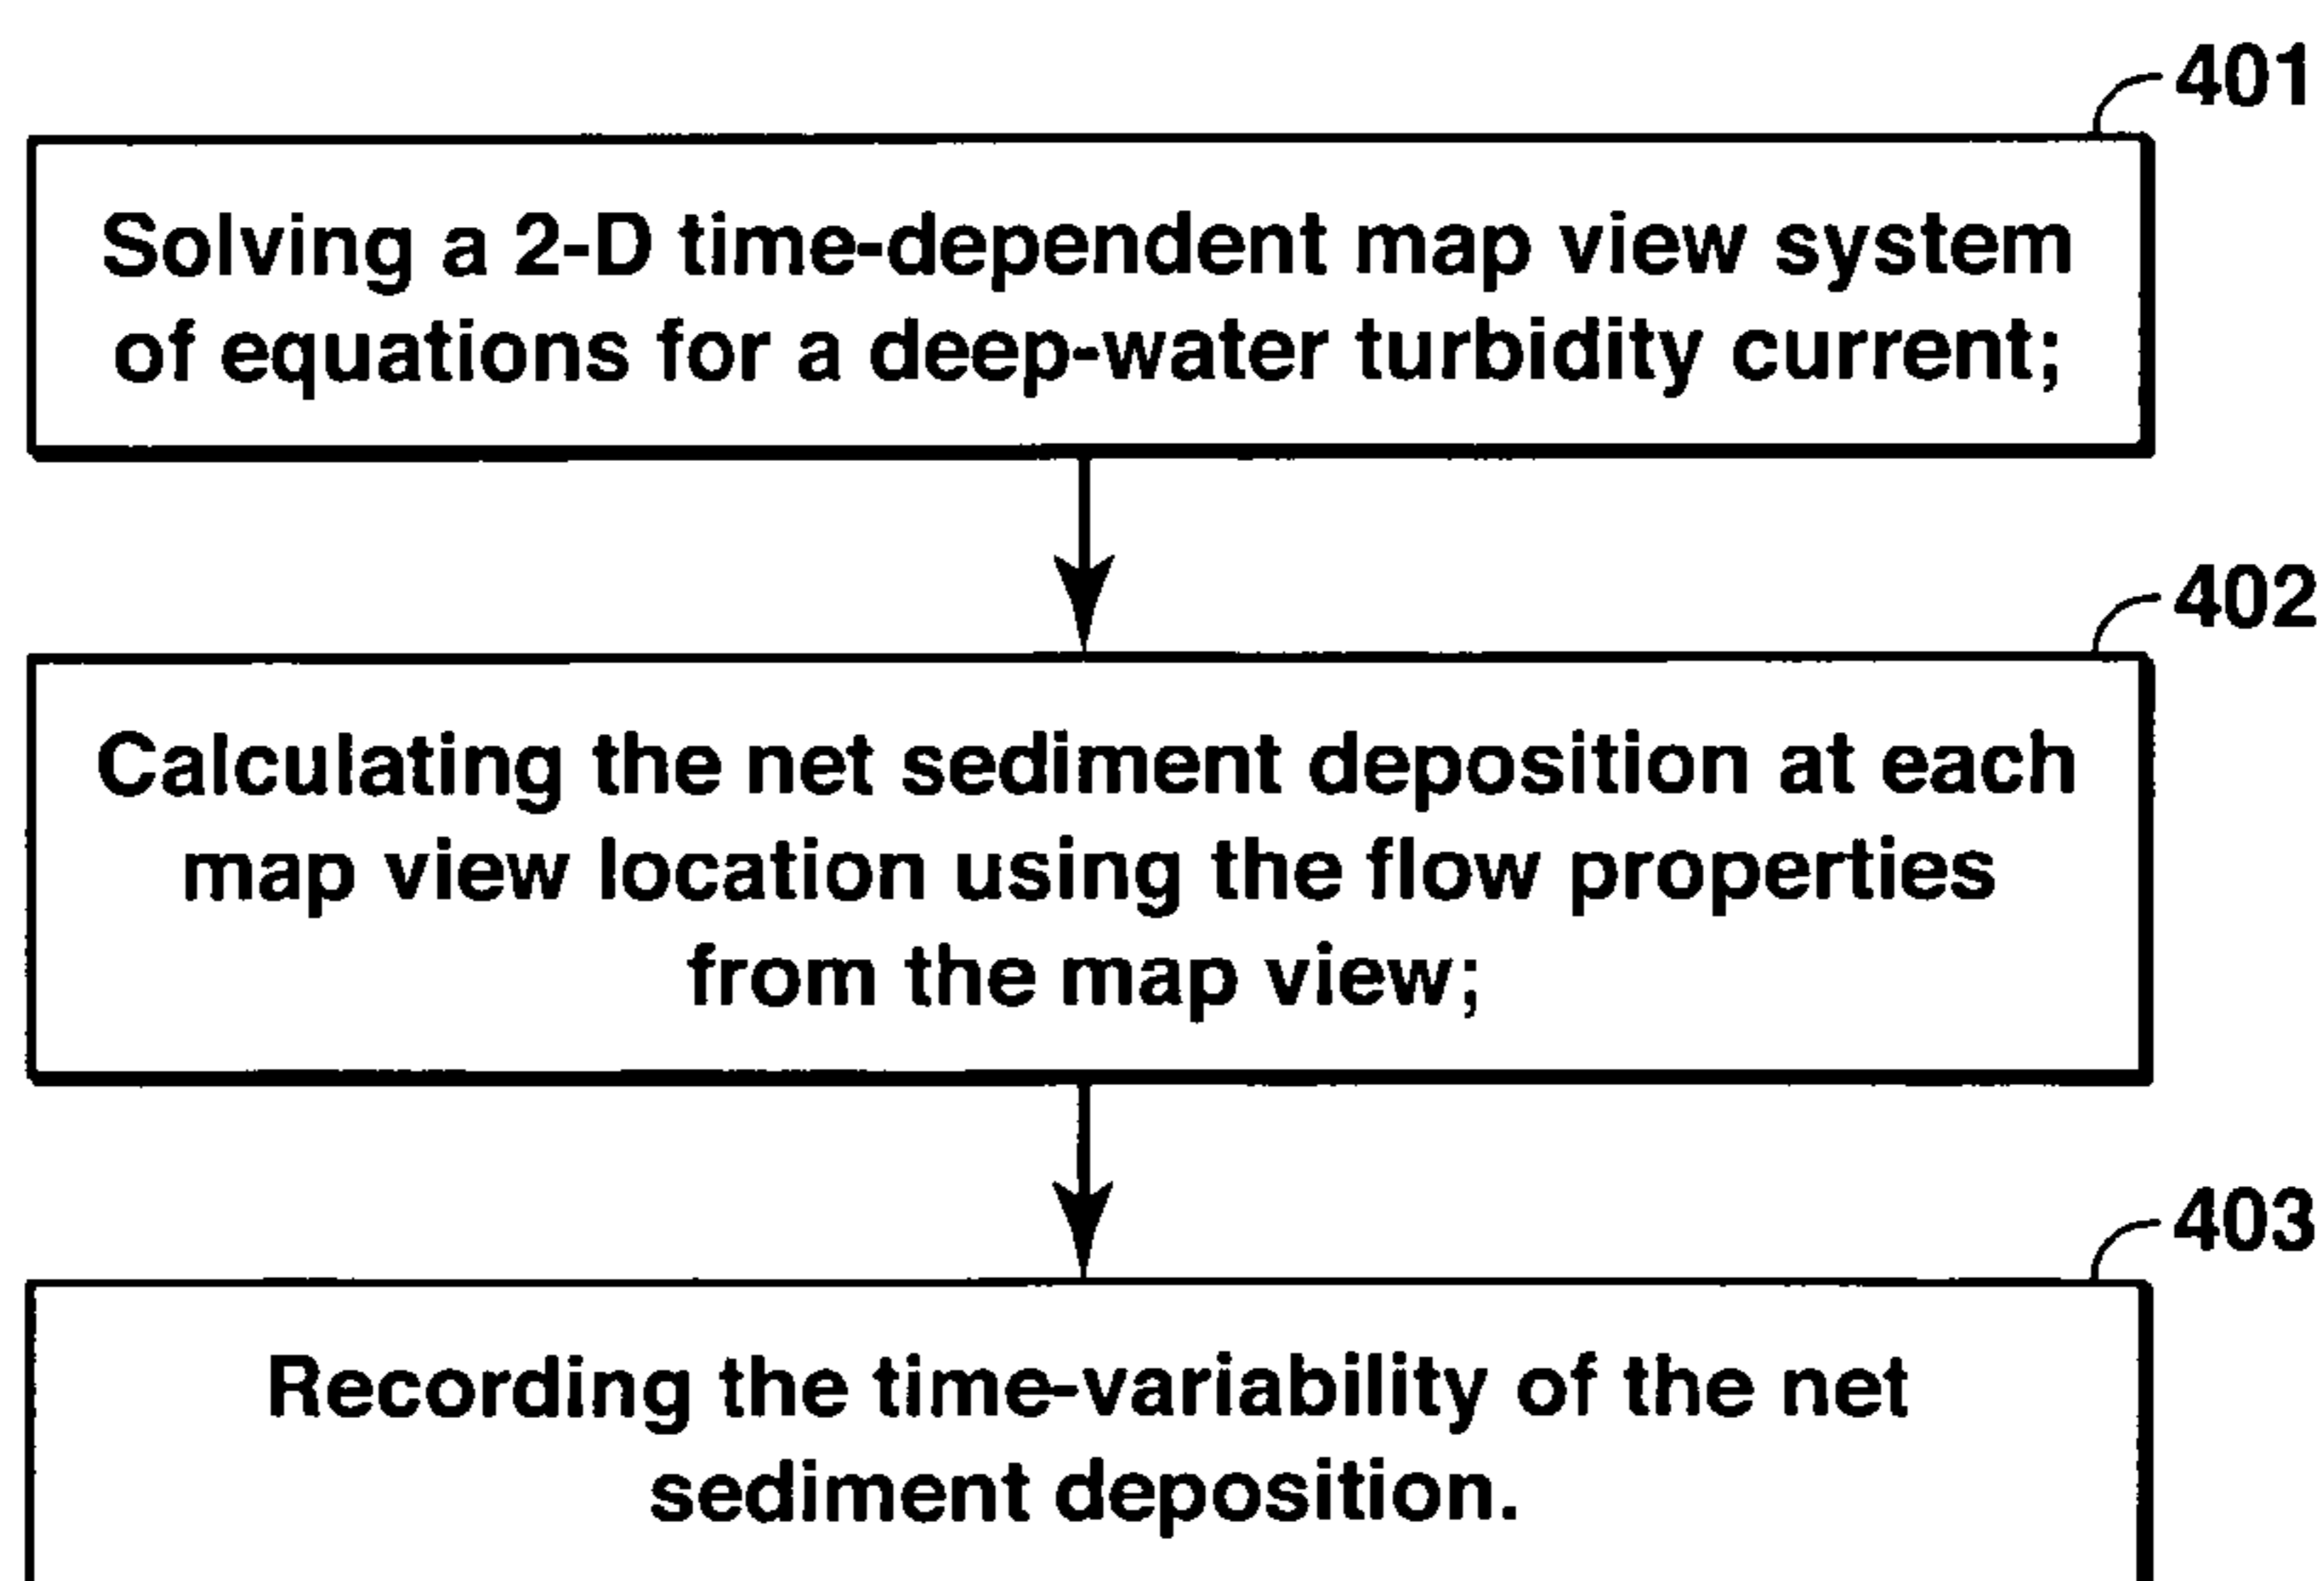 401
Solving a 2-D time-dependent map view system
of equations for a deep-water turbidity current;
402
Calculating the net sediment deposition at each
map view location using the flow properties
from the map view;
403
Recording the time-variability of the net
sediment deposition.